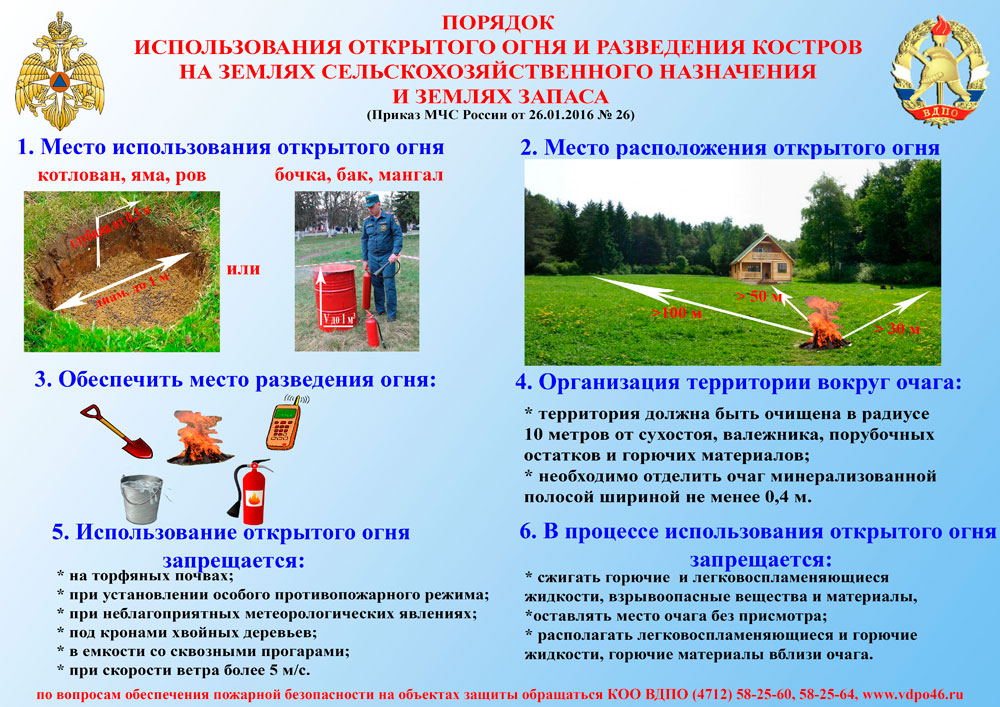 ПОРЯДОК
ИСПОЛЬЗОВАНИЯ ОТКРЫТОГО ОГНЯ И РАЗВЕДЕНИЯ КОСТРОВ
НА ЗЕМЛЯХ СЕЛЬСКОХОЗЯЙСТВЕННОГО НАЗНАЧЕНИЯ
И ЗЕМЛЯХ ЗАПАСА
(Приказ МЧС России от 26.01.2016 № 26)
ВДПО
1. Место использования открытого огня
котлован, яма, ров
бочка, бак, мангал
глубина от 0,3 м
диам. до 1 м
или
V до 1 м³
2. Место расположения открытого огня
> 50 м
>100 м
> 30 м
3. Обеспечить место разведения огня:
4. Организация территории вокруг очага:
* территория должна быть очищена в радиусе
10 метров от сухостоя, валежника, порубочных
остатков и горючих материалов;
* необходимо отделить очаг минерализованной
полосой шириной не менее 0,4 м.
5. Использование открытого огня
запрещается:
* на торфяных почвах;
* при установлении особого противопожарного режима;
* при неблагоприятных метеорологических явлениях;
* под кронами хвойных деревьев;
* в емкости со сквозными прогарами;
* при скорости ветра более 5 м/с.
6. В процессе использования открытого огня
запрещается:
* сжигать горючие и легковоспламеняющиеся
жидкости, взрывоопасные вещества и материалы,
*оставлять место очага без присмотра;
* располагать легковоспламеняющиеся и горючие
жидкости, горючие материалы вблизи очага.
по вопросам обеспечения пожарной безопасности на объектах защиты обращаться КОО ВДПО (4712) 58-25-60, 58-25-64, www.vdpo46.ru